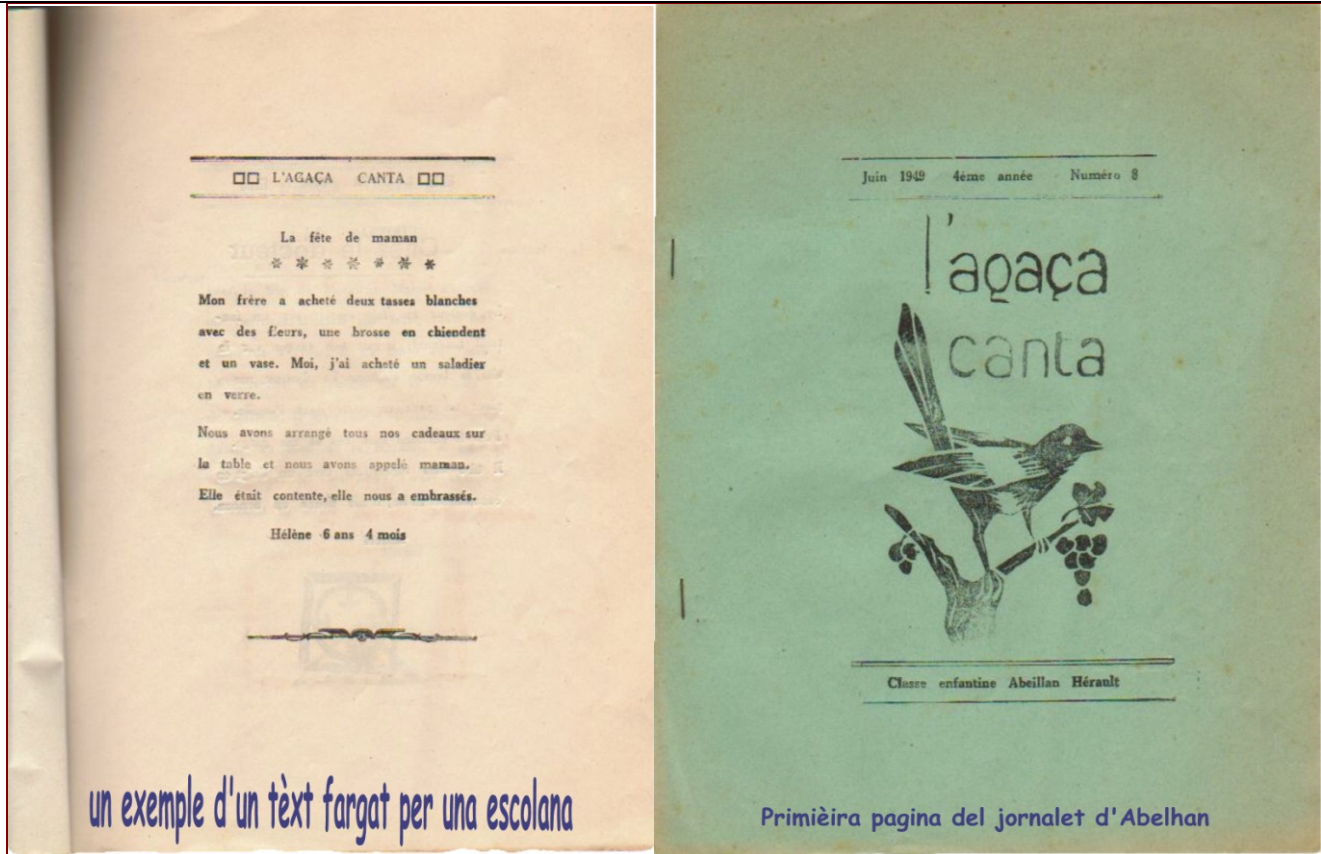 L'AGAÇA CANTA
La fête de maman
Mon frère a acheté deux tasses blanches
avec des fleurs, une brosse en chiendent
et un vase. Moi, j'ai acheté un saladier
en verre.
Nous avons arrangé tous nos cadeaux sur
la table et nous avons appelé maman.
Elle était contente, elle nous a embrassés.
Hélène 6 ans 4 mois
un exemple d'un tèxt fargat per una escolana
Juin 1949 4éme année Numéro 8
l'agaça
canta
Classe enfantine Abeillan Hérault
Primièira pagina del jornalet d'Abelhan